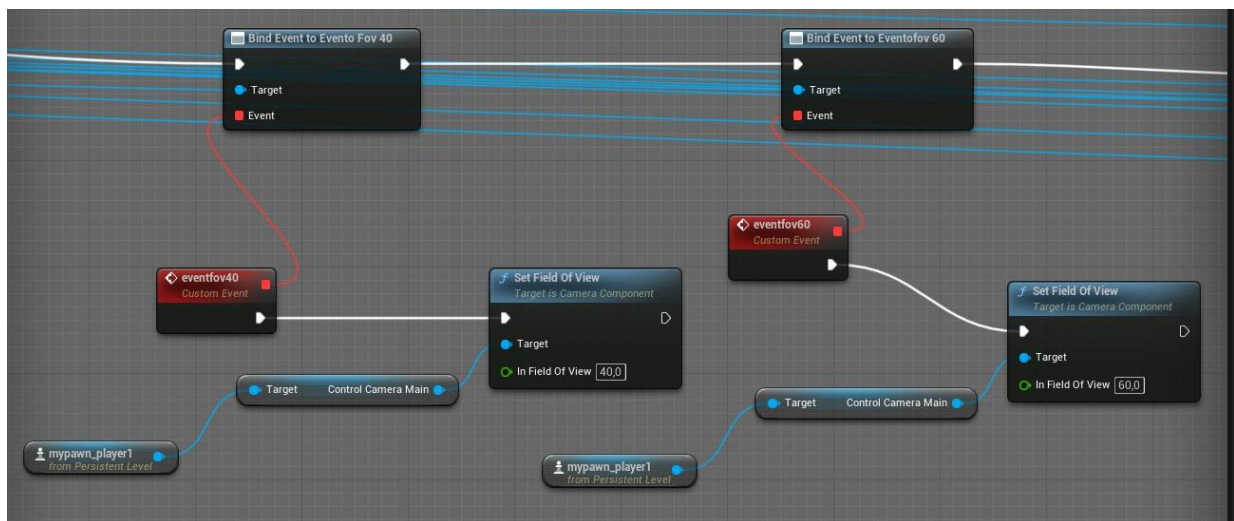 Bind Event to Evento Fov 40
Target
Event
Bind Event to Eventofov 60
Target
Event
eventfov40
Custom Event
Set Field Of View
Target is Camera Component
Target
In Field Of View 40,0
Target Control Camera Main
mypawn_player1
from Persistent Level
eventfov60
Custom Event
Set Field Of View
Target is Camera Component
Target
In Field Of View 60,0
Target Control Camera Main
mypawn_player1
from Persistent Level